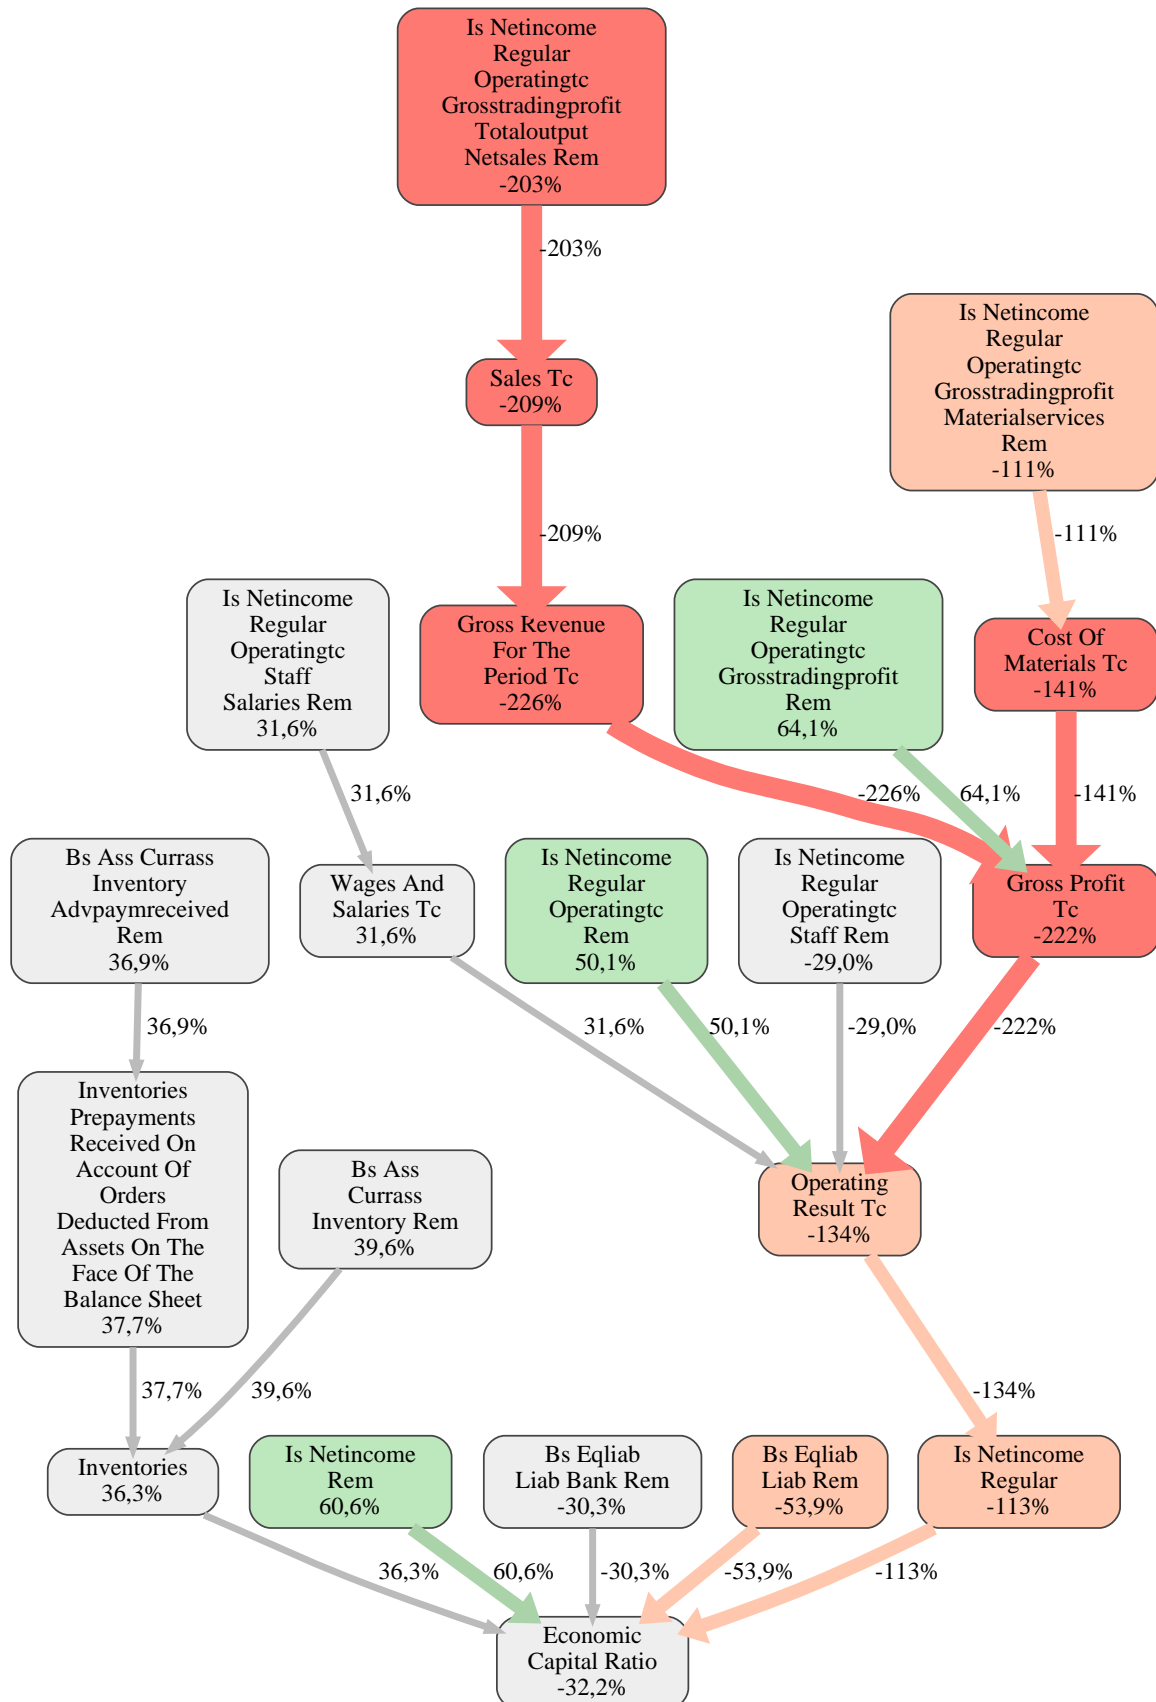 Is Netincome
Regular
Operatingtc
Grosstradingprofit
Totaloutput
Netsales Rem
-203%
-203%
Is Netincome
Regular
Operatingtc
Grosstradingprofit
Materialservices
Rem
-111%
Sales Tc
-209%
-209%
-111%
Is Netincome
Regular
Operatingtc
Staff
Salaries Rem
31,6%
Gross Revenue
For The
Period Tc
-226%
Is Netincome
Regular
Operatingtc
Grosstradingprofit
Rem
64,1%
Cost Of
Materials Tc
-141%
31,6%
-226%
64,1%
-141%
Bs Ass Currass
Inventory
Advpaymreceived
Rem
36,9%
Wages And
Salaries Tc
31,6%
Is Netincome
Regular
Operatingtc
Rem
50,1%
Is Netincome
Regular
Operatingtc
Staff Rem
-29,0%
Gross Profit
Tc
-222%
36,9%
31,6%
50,1%
-29,0%
-222%
Inventories
Prepayments
Received On
Account Of
Orders
Deducted From
Assets On The
Face Of The
Balance Sheet
37,7%
Bs Ass
Currass
Inventory Rem
39,6%
Operating
Result Tc
-134%
37,7%
39,6%
-134%
Inventories
36,3%
Is Netincome
Rem
60,6%
Bs Eqliab
Liab Bank Rem
-30,3%
Bs Eqliab
Liab Rem
-53,9%
Is Netincome
Regular
-113%
36,3%
60,6%
-30,3%
-53,9%
-113%
Economic
Capital Ratio
-32,2%